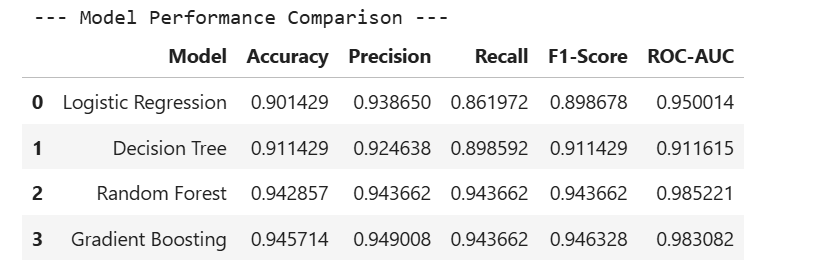 --- Model Performance Comparison ---
Model Accuracy Precision Recall F1-Score ROC-AUC
0 Logistic Regression 0.901429 0.938650 0.861972 0.898678 0.950014
1 Decision Tree 0.911429 0.924638 0.898592 0.911429 0.911615
2 Random Forest 0.942857 0.943662 0.943662 0.943662 0.985221
3 Gradient Boosting 0.945714 0.949008 0.943662 0.946328 0.983082